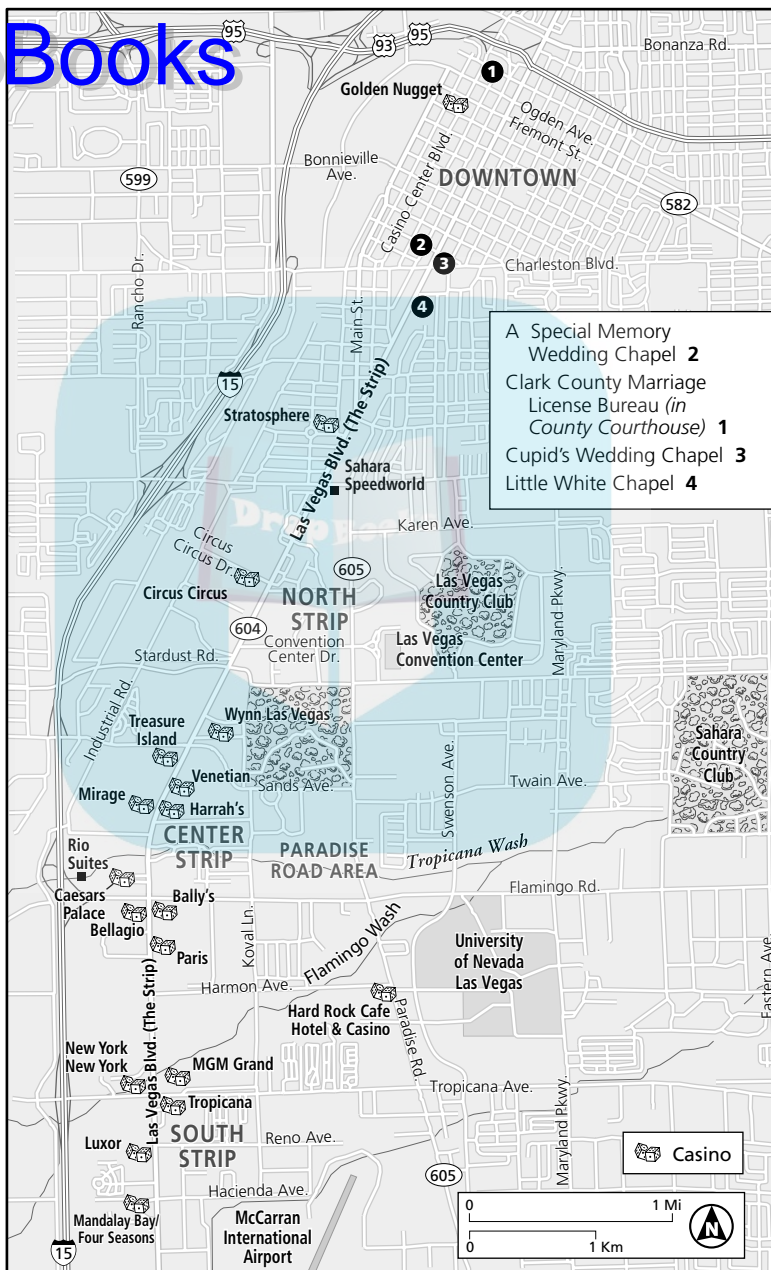 Books
95
93
95
Bonanza Rd.
1
Golden Nugget
Ogden Ave.
Fremont St.
Bonnieville
Ave.
Casino Center Blvd.
DOWNTOWN
599
582
2
3
Charleston Blvd.
Rancho Dr.
Main St.
4
A Special Memory
Wedding Chapel 2
Clark County Marriage
License Bureau (in
County Courthouse) 1
Cupid's Wedding Chapel 3
Little White Chapel 4
15
Stratosphere
Las Vegas Blvd. (The Strip)
Sahara
Speedworld
Drop Books
Karen Ave.
Circus
Circus Dr.
605
Circus Circus
NORTH
STRIP
Las Vegas
Country Club
604
Convention
Center Dr.
Las Vegas
Convention Center
Maryland Pkwy.
Stardust Rd.
Industrial Rd.
Treasure
Island
Wynn Las Vegas
Sahara
Country
Club
Venetian
Sands Ave.
Swenson Ave.
Twain Ave.
Mirage
Harrah's
CENTER
STRIP
PARADISE
ROAD AREA
Tropicana Wash
Rio
Suites
Flamingo Rd.
Caesars
Palace
Bally's
Bellagio
Koval Ln.
Flamingo Wash
Paris
University
of Nevada
Las Vegas
Eastern Ave.
Harmon Ave.
Hard Rock Cafe
Hotel & Casino
Paradise Rd.
Las Vegas Blvd. (The Strip)
New York
New York
MGM Grand
Tropicana Ave.
Tropicana
Maryland Pkwy.
SOUTH
STRIP
Reno Ave.
Luxor
Casino
605
Hacienda Ave.
Mandalay Bay/
Four Seasons
McCarran
International
Airport
0 1 Mi
0 1 Km
N
15